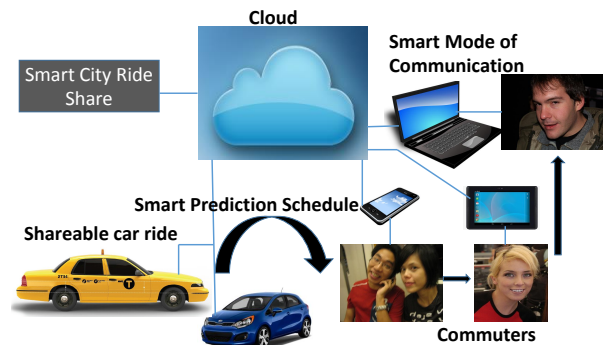 Cloud
Smart City Ride
Share
Smart Mode of
Communication
Smart Prediction Schedule
Shareable car ride
T
Commuters